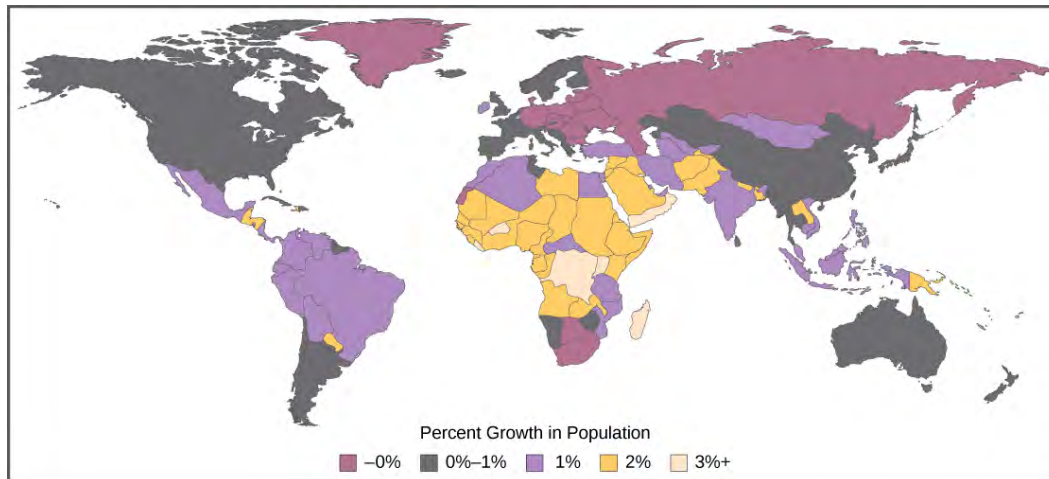 Percent Growth in Population
–0% 0%–1% 1% 2% 3%+